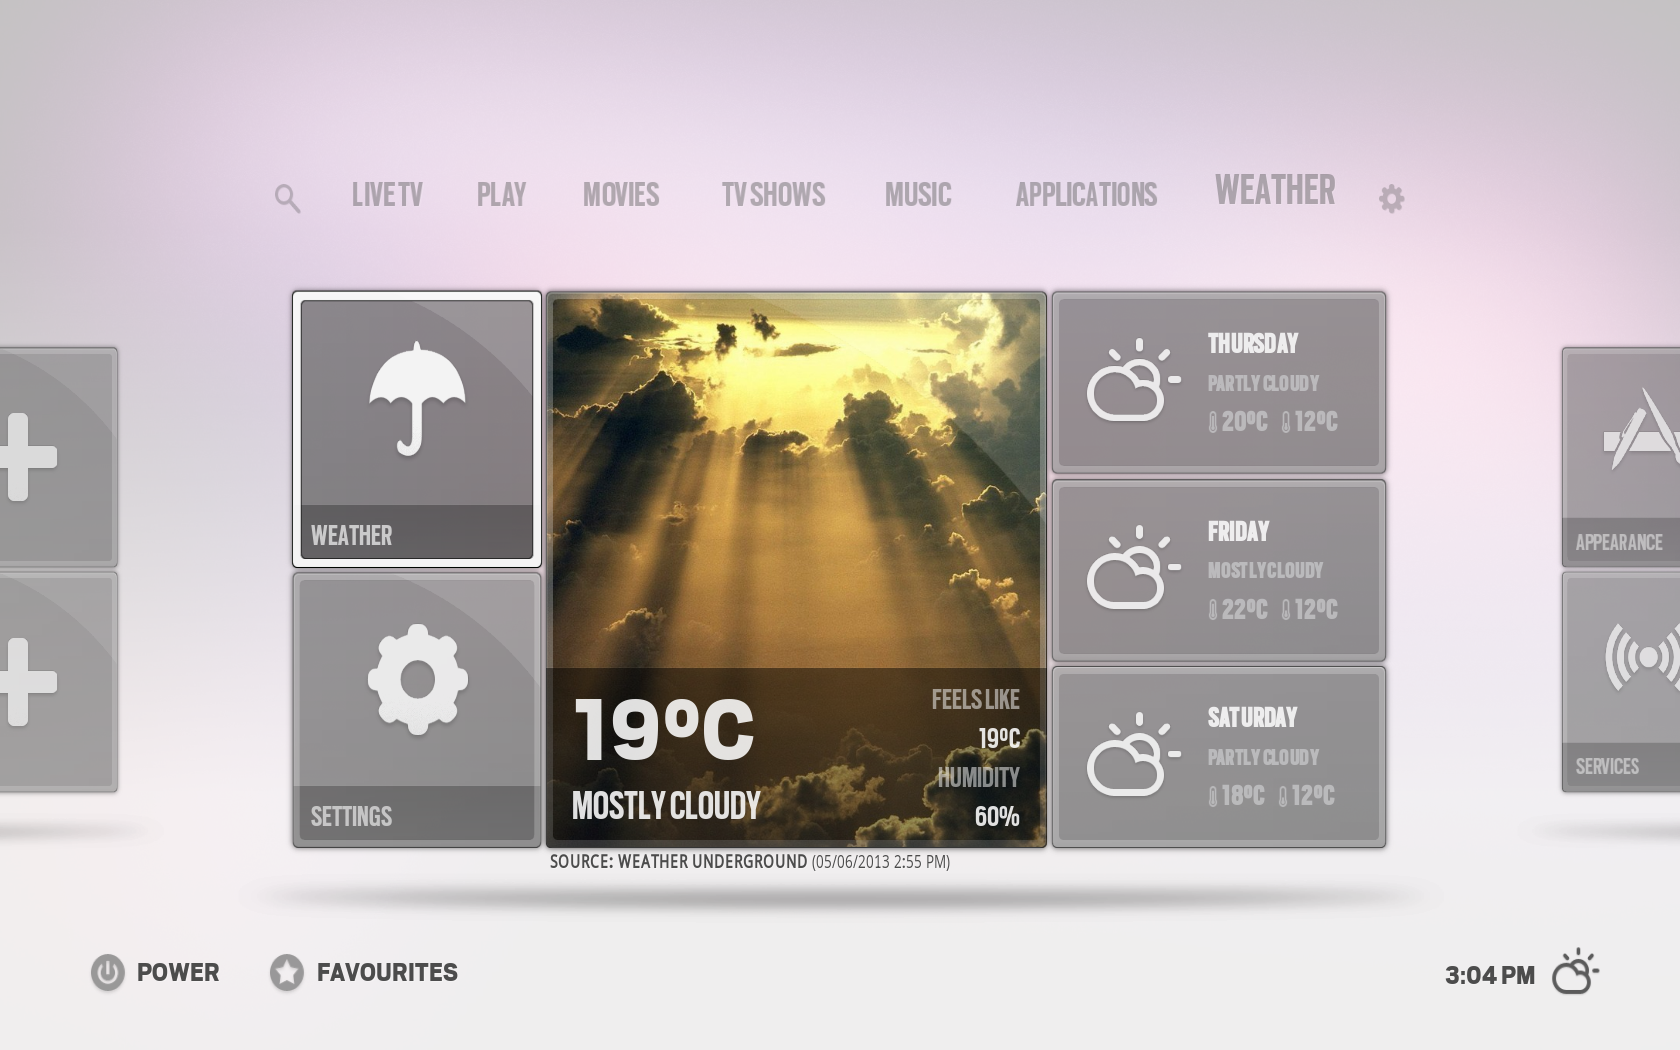 LIVE TV PLAY MOVIES TV SHOWS MUSIC APPLICATIONS WEATHER
WEATHER
SETTINGS
19ºC
MOSTLY CLOUDY
FEELS LIKE
19ºC
HUMIDITY
60%
THURSDAY
PARTLY CLOUDY
20ºC 12ºC
FRIDAY
MOSTLY CLOUDY
22ºC 12ºC
SATURDAY
PARTLY CLOUDY
18ºC 12ºC
APPEARANCE
SERVICES
SOURCE: WEATHER UNDERGROUND (05/06/2013 2:55 PM)
POWER FAVOURITES 3:04 PM